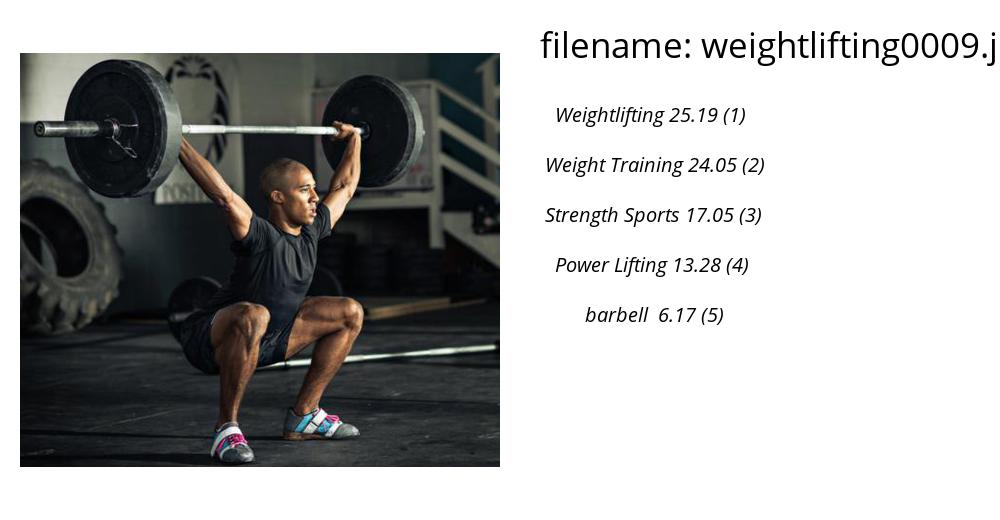 filename: weightlifting0009.j
Weightlifting 25.19 (1)
Weight Training 24.05 (2)
Strength Sports 17.05 (3)
Power Lifting 13.28 (4)
barbell 6.17 (5)